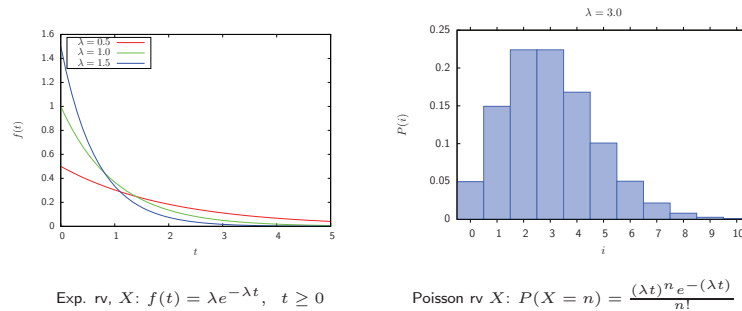 λ = 0.5
λ = 1.0
λ = 1.5
1.6
1.4
1.2
1
0.8
0.6
0.4
0.2
0
f(t)
0 1 2 3 4 5
t
Exp. rv, X: f(t) = λe^{−λt}, t ≥ 0
λ = 3.0
0.25
0.2
0.15
0.1
0.05
0
P(i)
0 1 2 3 4 5 6 7 8 9 10
i
Poisson rv X: P(X = n) = \frac{(λt)^n e^{−(λt)}}{n!}